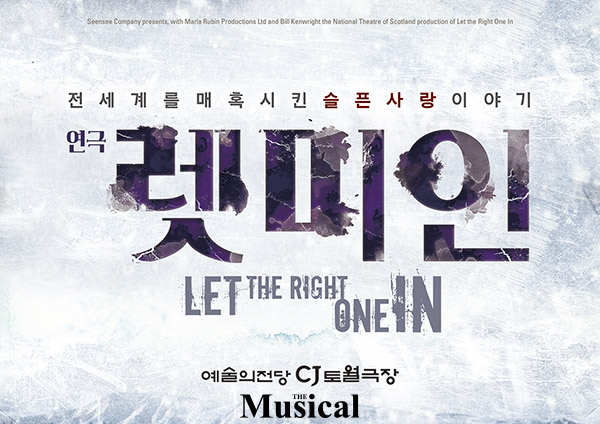 Seensee Company presents, with Marla Rubin Productions Ltd and Bill Kenwright the National Theatre of Scotland production of Let the Right One In
전세계를 매혹시킨 슬픈사랑이야기
연극
렛미인
LET THE RIGHT
ONE IN
예술의전당 CJ토월극장
THE
Musical